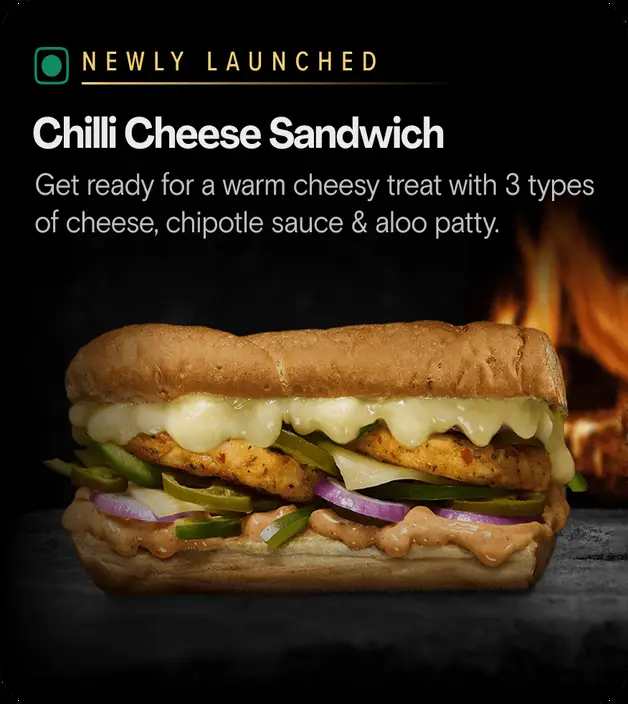 NEWLY LAUNCHED
Chilli Cheese Sandwich
Get ready for a warm cheesy treat with 3 types
of cheese, chipotle sauce & aloo patty.